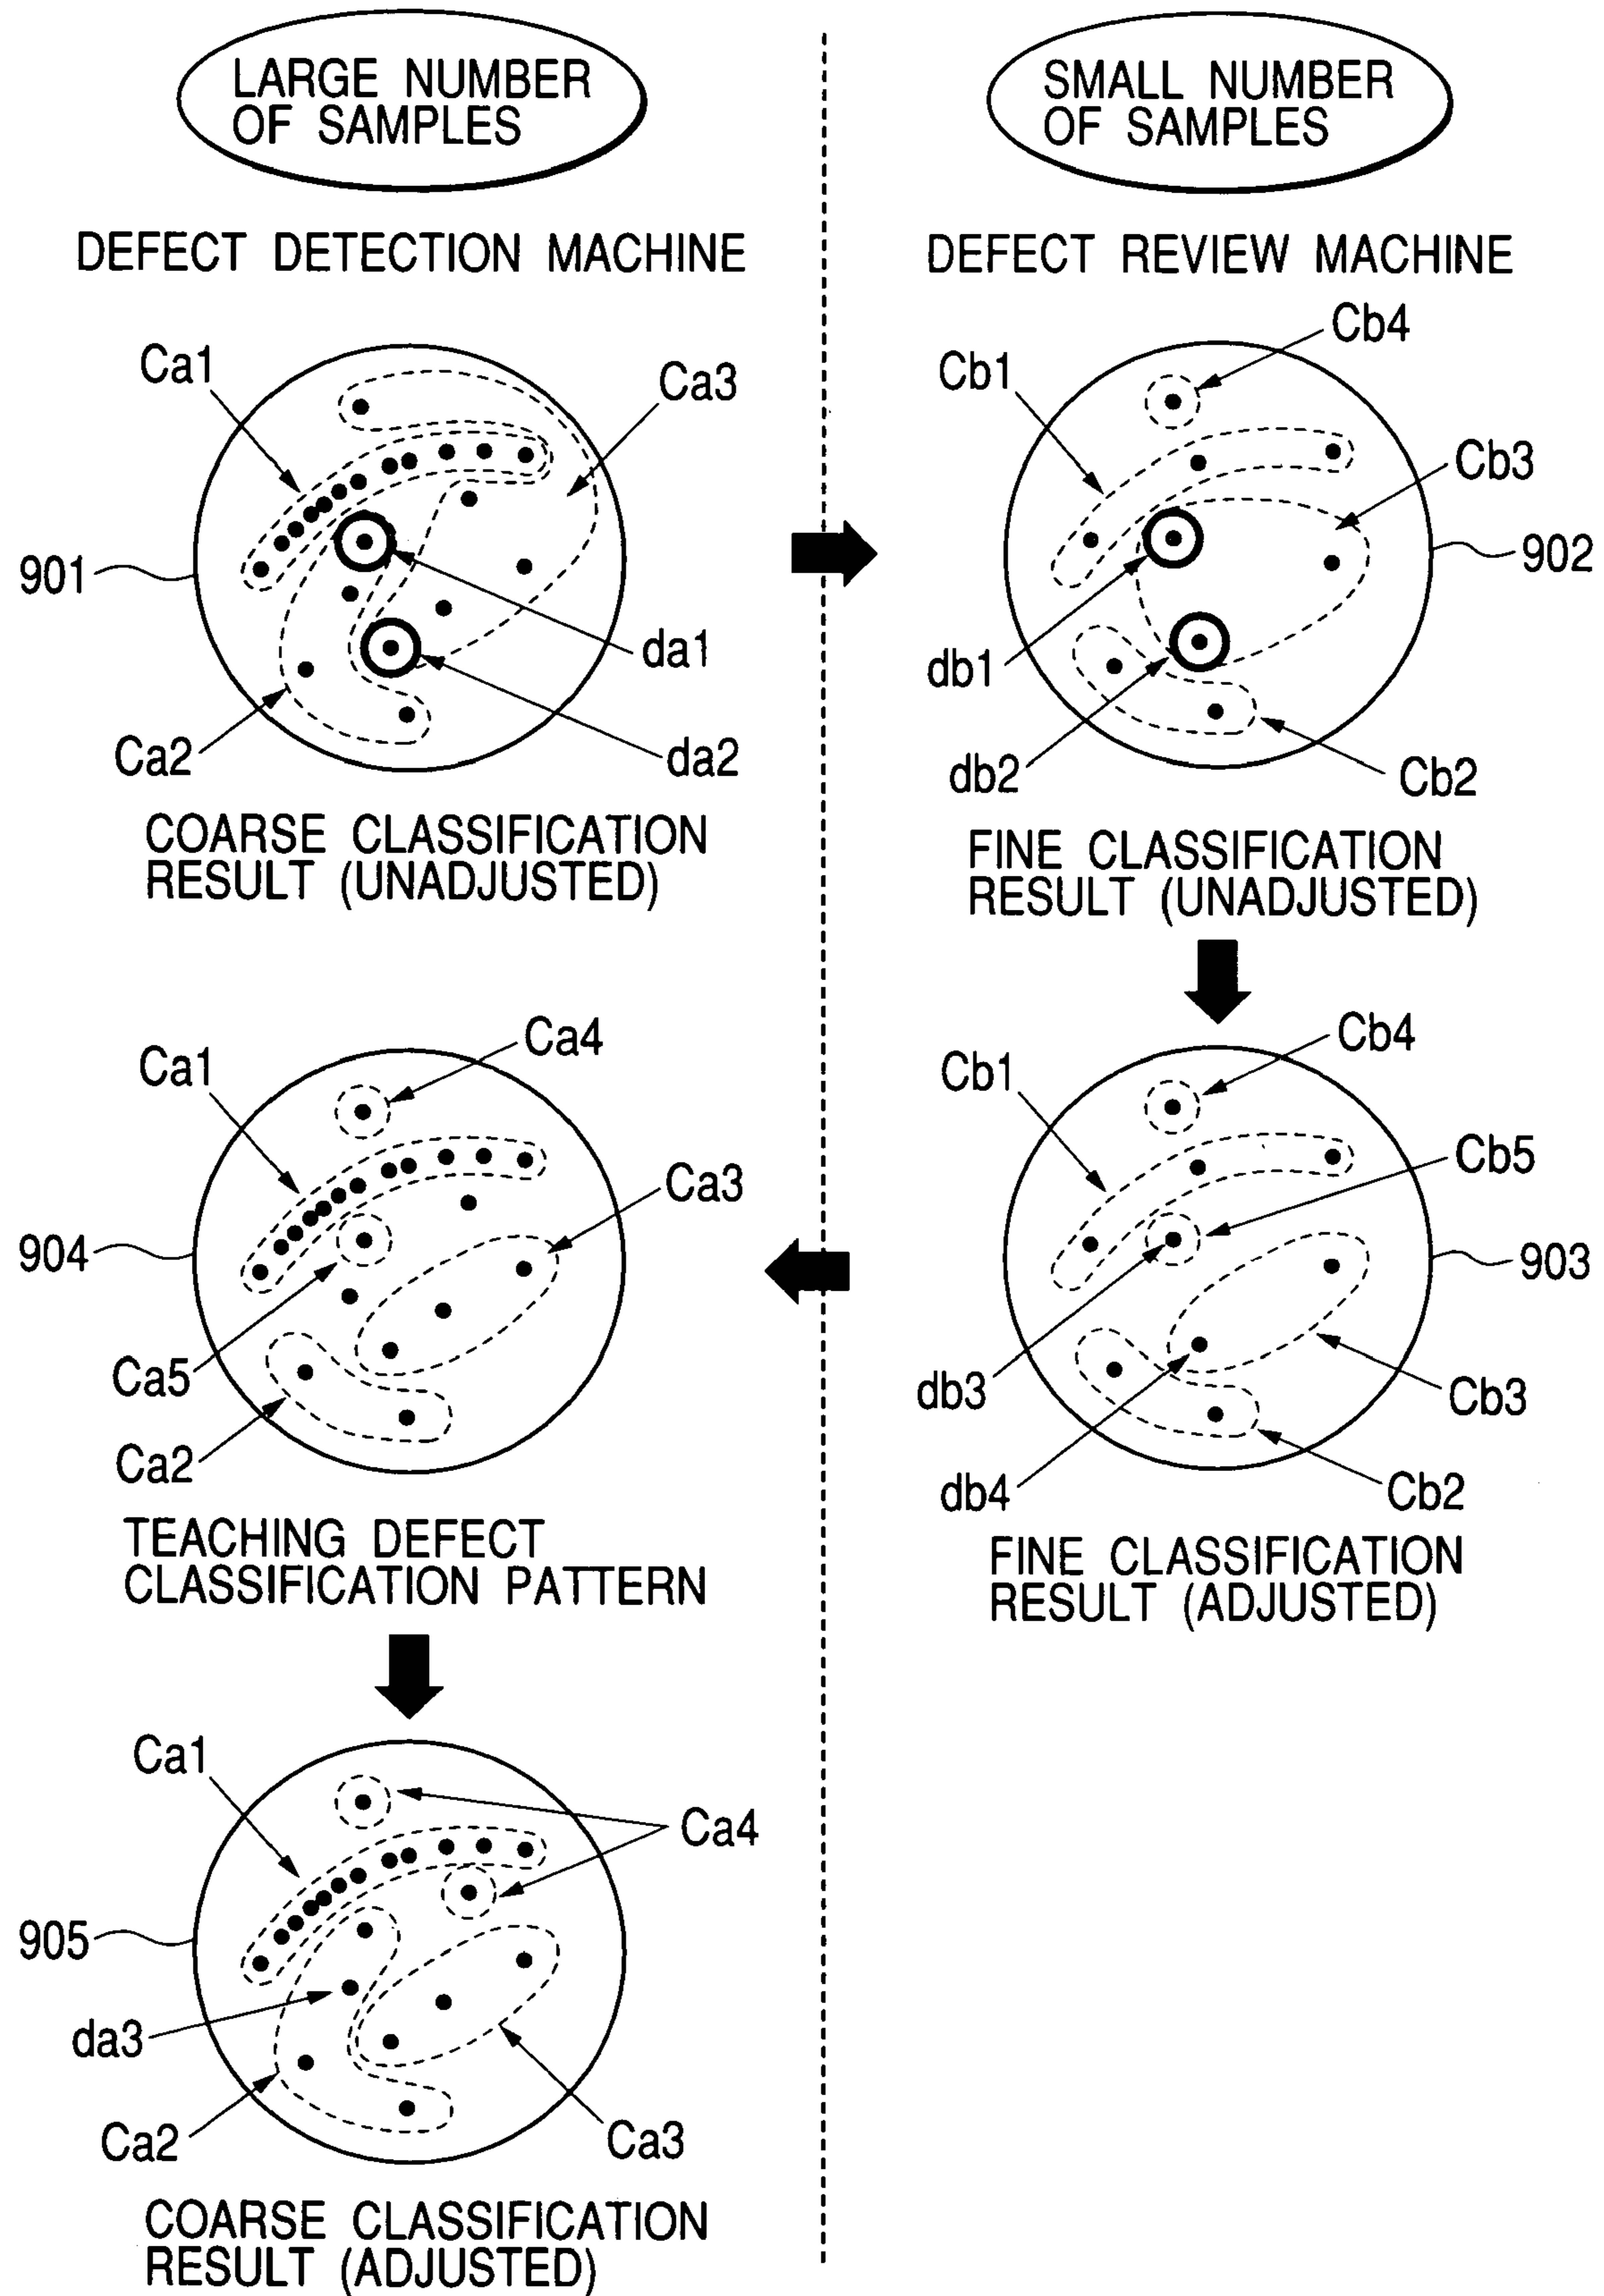 LARGE NUMBER
OF SAMPLES
SMALL NUMBER
OF SAMPLES
DEFECT DETECTION MACHINE
DEFECT REVIEW MACHINE
Ca1
Ca3
901
da1
da2
Ca2
COARSE CLASSIFICATION
RESULT (UNADJUSTED)
Cb4
Cb1
Cb3
902
db1
db2
Cb2
FINE CLASSIFICATION
RESULT (UNADJUSTED)
Cb4
Cb1
Cb5
903
db3
Cb3
db4
Cb2
FINE CLASSIFICATION
RESULT (ADJUSTED)
Ca4
Ca1
Ca3
904
Ca5
Ca2
TEACHING DEFECT
CLASSIFICATION PATTERN
Ca1
Ca4
905
da3
Ca2
Ca3
COARSE CLASSIFICATION
RESULT (ADJUSTED)